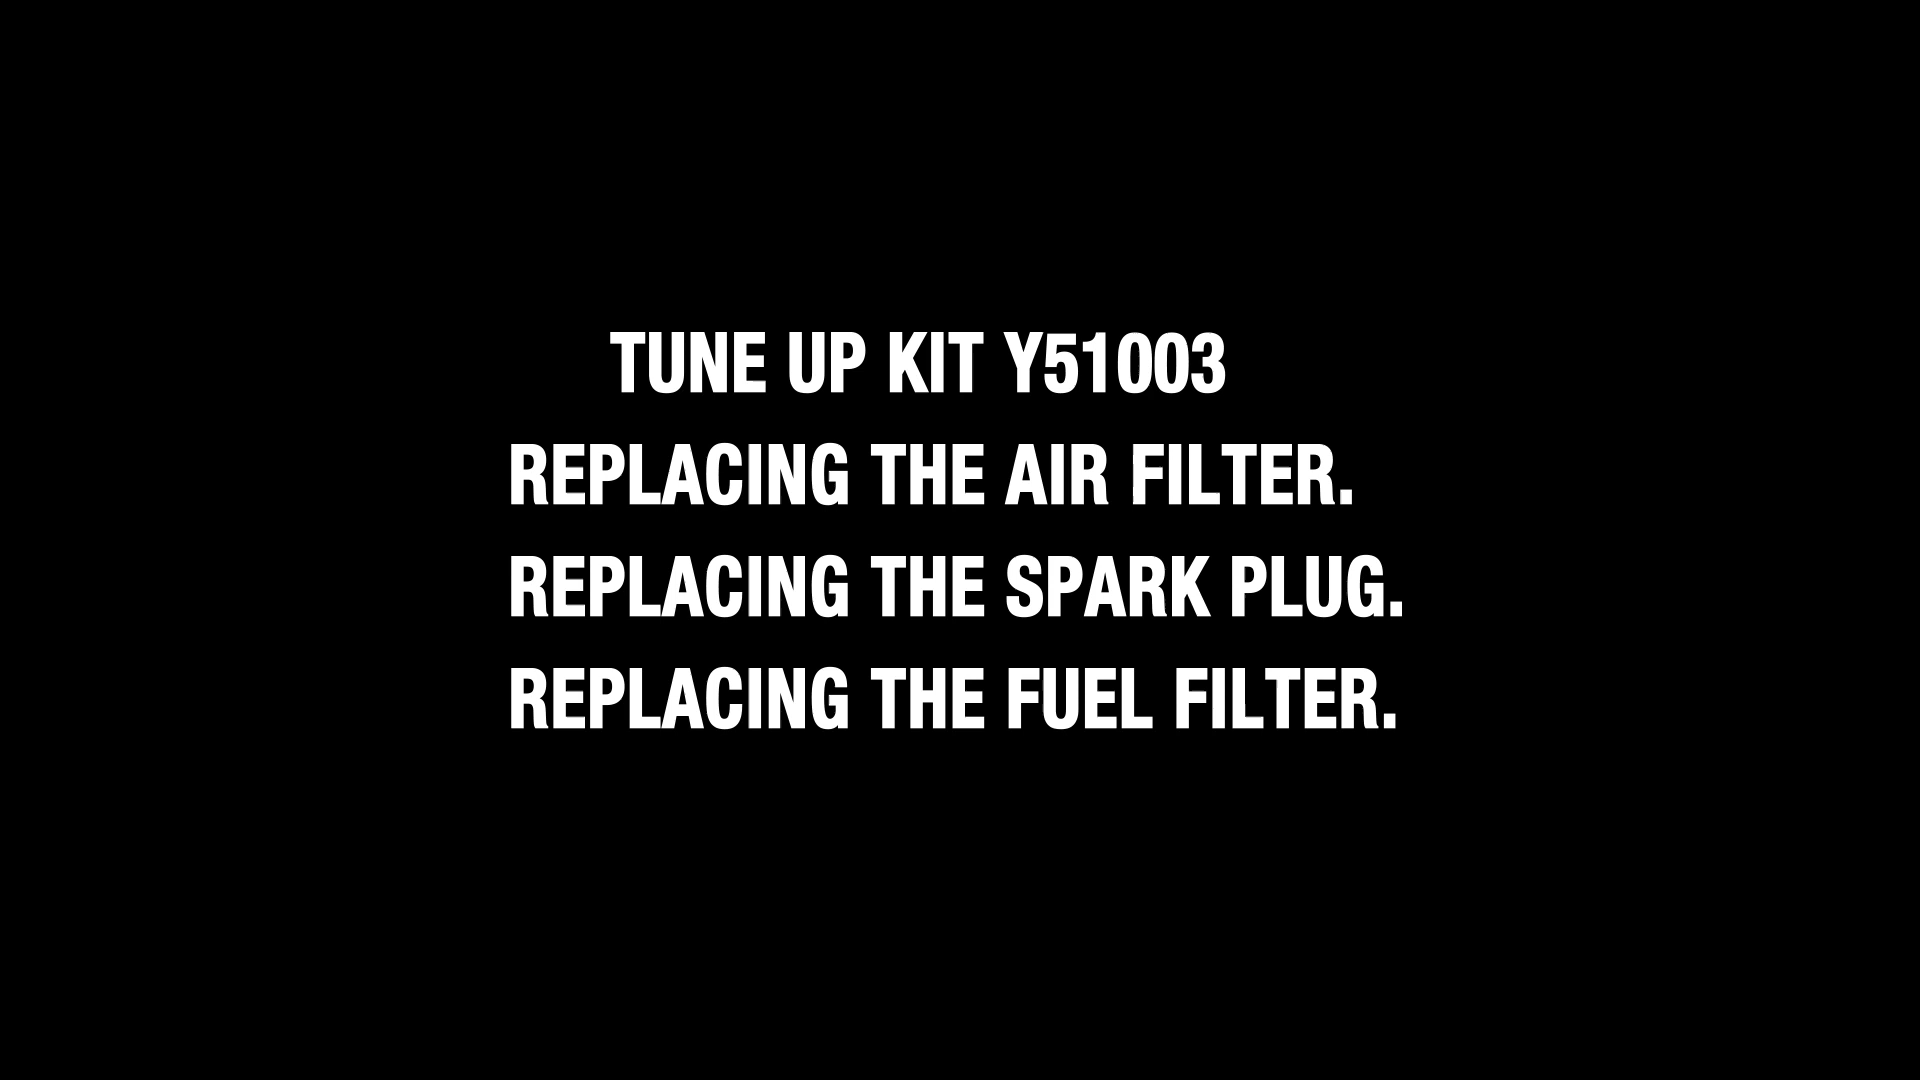 TUNE UP KIT Y51003
REPLACING THE AIR FILTER.
REPLACING THE SPARK PLUG.
REPLACING THE FUEL FILTER.